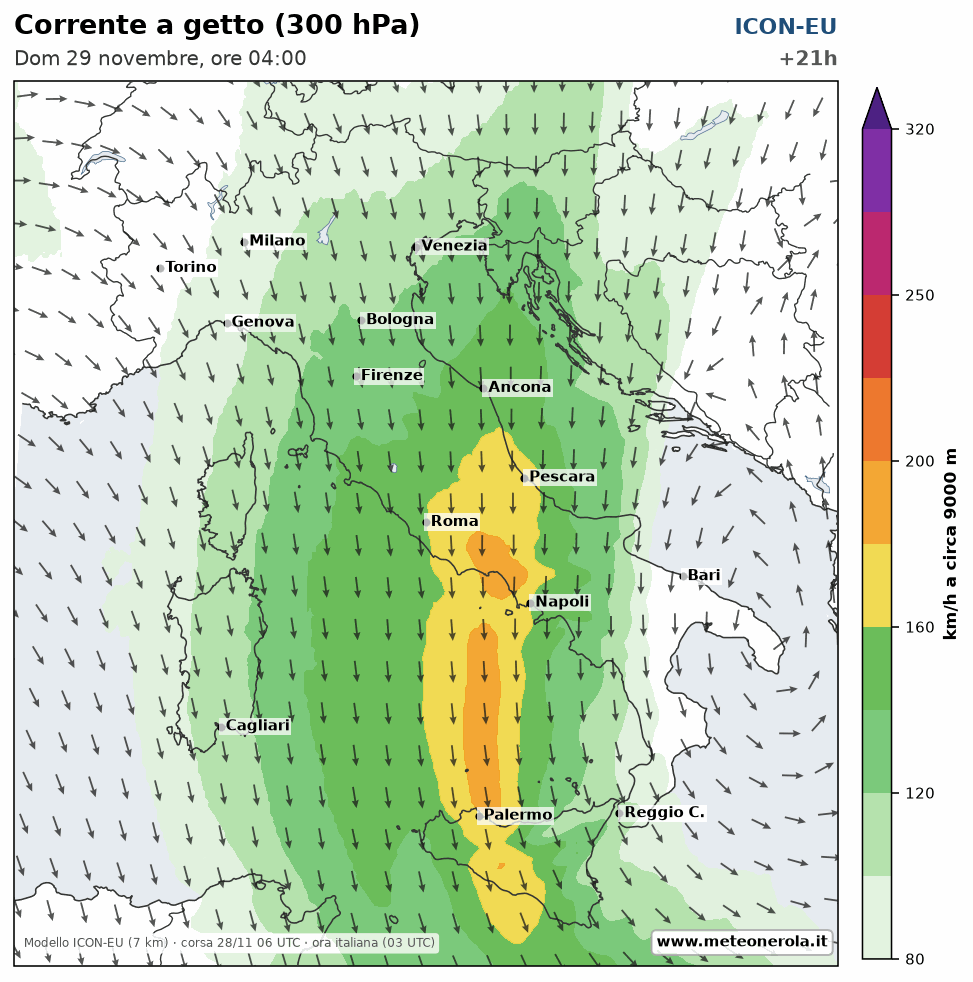 Corrente a getto (300 hPa)
ICON-EU
Dom 29 novembre, ore 04:00
+21h
Milano
Venezia
Torino
Genova
Bologna
Firenze
Ancona
Pescara
Roma
Bari
Napoli
Cagliari
Palermo
Reggio C.
320
250
200
160
120
80
km/h a circa 9000 m
Modello ICON-EU (7 km) · corsa 28/11 06 UTC · ora italiana (03 UTC)
www.meteonerola.it